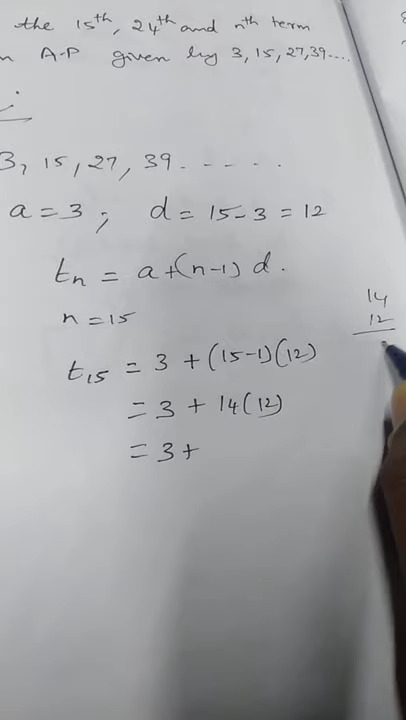 the 15th, 24th and nth term
A.P given by 3, 15, 27, 39....
3, 15, 27, 39.......
a = 3 ; d = 15 - 3 = 12
tn = a + (n-1) d.
n = 15
t15 = 3 + (15-1)(12)
= 3 + 14(12)
= 3 +
14
12